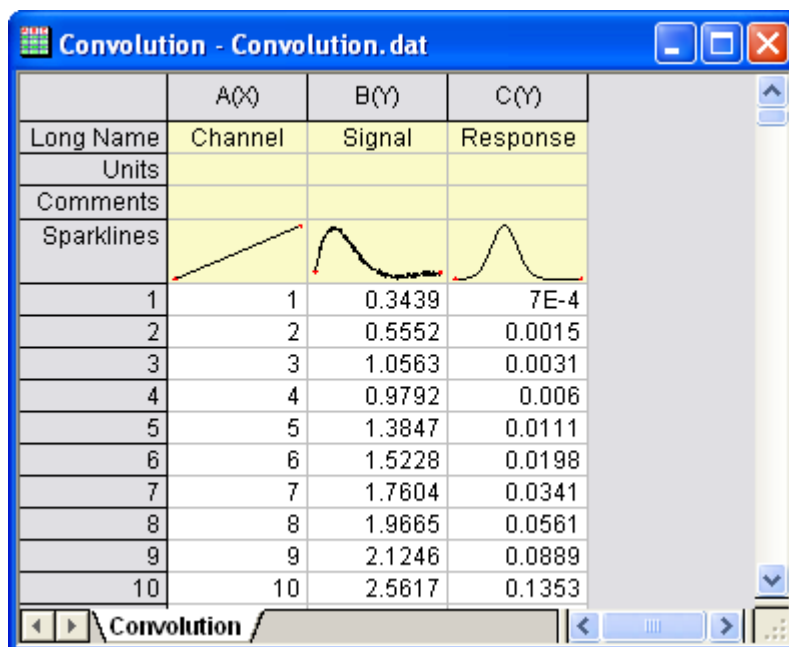 Convolution - Convolution.dat
A(X) B(Y) C(Y)
Long Name Channel Signal Response
Units
Comments
Sparklines
1 1 0.3439 7E-4
2 2 0.5552 0.0015
3 3 1.0563 0.0031
4 4 0.9792 0.006
5 5 1.3847 0.0111
6 6 1.5228 0.0198
7 7 1.7604 0.0341
8 8 1.9665 0.0561
9 9 2.1246 0.0889
10 10 2.5617 0.1353
Convolution